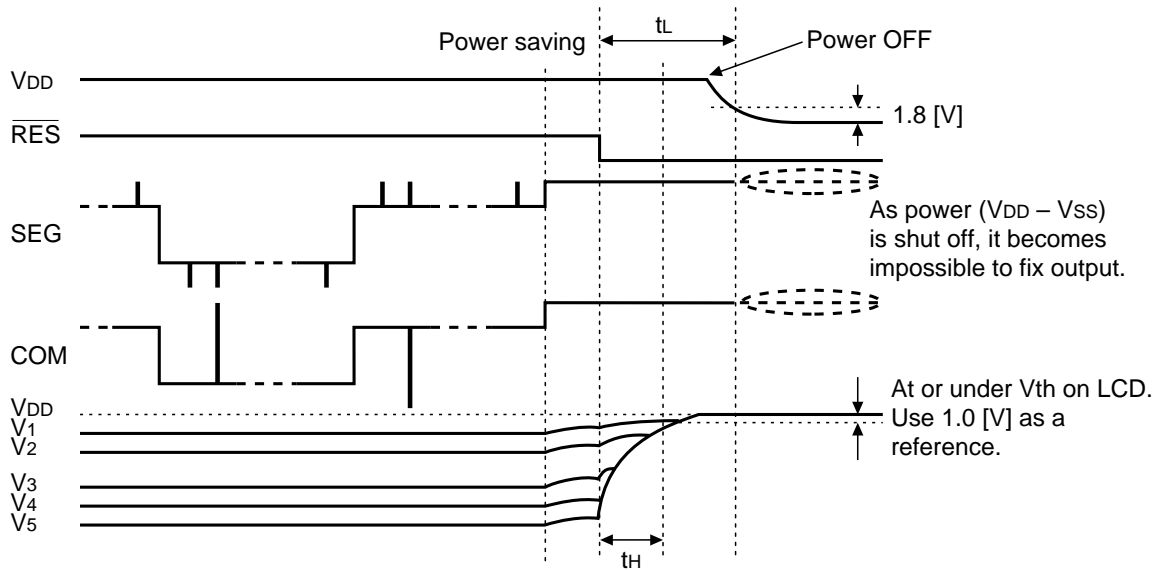 tL
Power saving
Power OFF
VDD
1.8 [V]
RES
SEG
As power (VDD – VSS)
is shut off, it becomes
impossible to fix output.
COM
At or under Vth on LCD.
Use 1.0 [V] as a
reference.
VDD
V1
V2
V3
V4
V5
tH